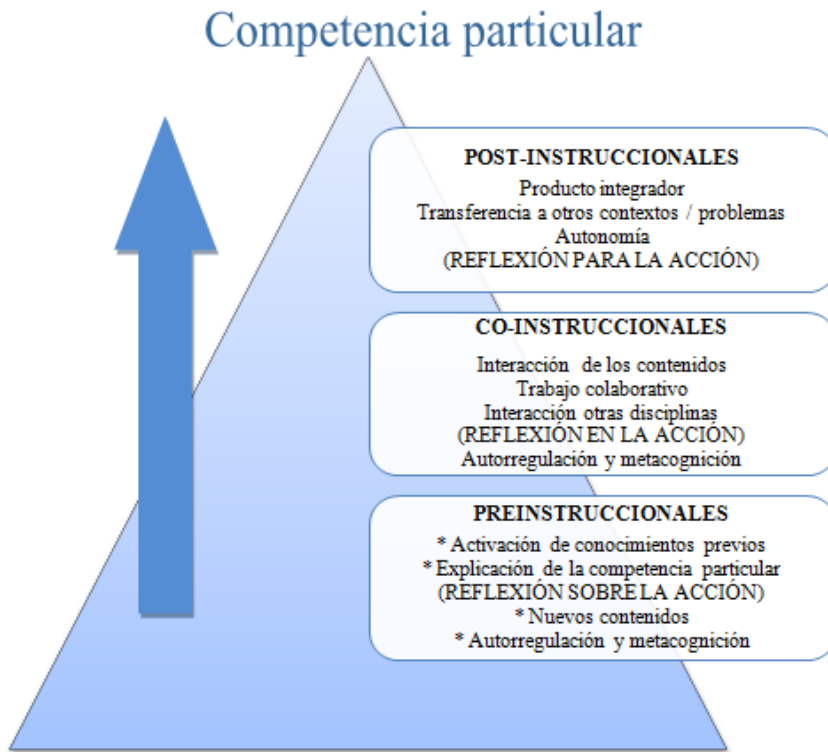 Competencia particular
POST-INSTRUCCIONALES
Producto integrador
Transferencia a otros contextos / problemas
Autonomía
(REFLEXIÓN PARA LA ACCIÓN)
CO-INSTRUCCIONALES
Interacción de los contenidos
Trabajo colaborativo
Interacción otras disciplinas
(REFLEXIÓN EN LA ACCIÓN)
Autorregulación y metacognición
PREINSTRUCCIONALES
* Activación de conocimientos previos
* Explicación de la competencia particular
(REFLEXIÓN SOBRE LA ACCIÓN)
* Nuevos contenidos
* Autorregulación y metacognición